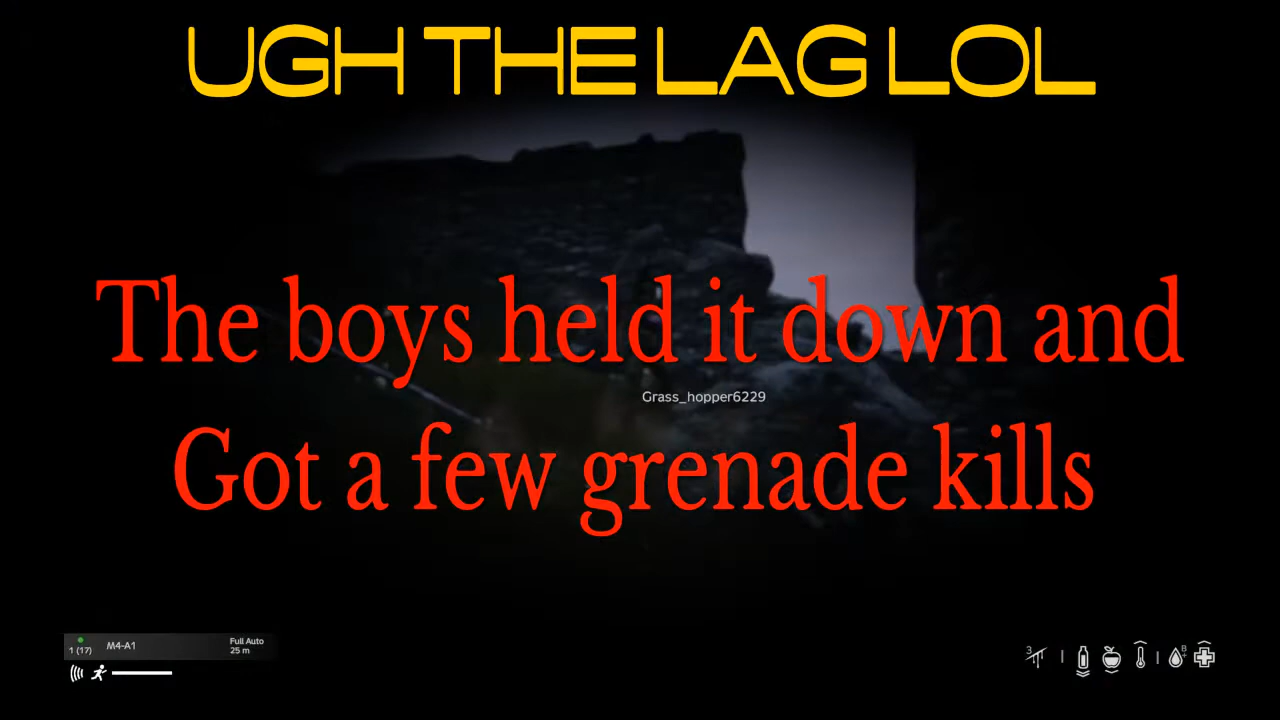 UGH THE LAG LOL
The boys held it down and
Grass_hopper6229
Got a few grenade kills
1 (17) M4-A1 Full Auto
25 m
3
B
+